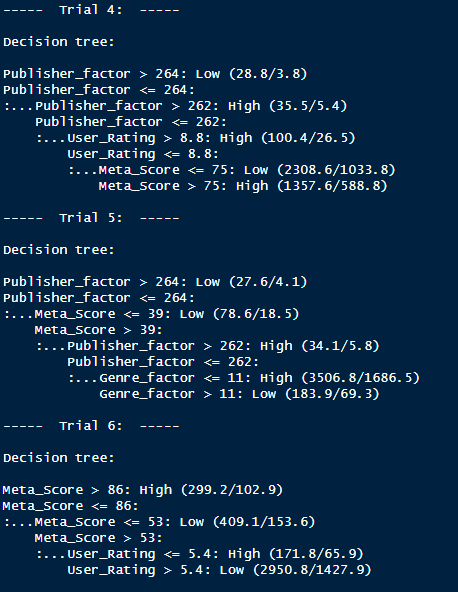 -----  Trial 4:  -----
Decision tree:
Publisher_factor > 264: Low (28.8/3.8)
Publisher_factor <= 264:
:...Publisher_factor > 262: High (35.5/5.4)
    Publisher_factor <= 262:
    :...User_Rating > 8.8: High (100.4/26.5)
        User_Rating <= 8.8:
        :...Meta_Score <= 75: Low (2308.6/1033.8)
            Meta_Score > 75: High (1357.6/588.8)
-----  Trial 5:  -----
Decision tree:
Publisher_factor > 264: Low (27.6/4.1)
Publisher_factor <= 264:
:...Meta_Score <= 39: Low (78.6/18.5)
    Meta_Score > 39:
    :...Publisher_factor > 262: High (34.1/5.8)
        Publisher_factor <= 262:
        :...Genre_factor <= 11: High (3506.8/1686.5)
            Genre_factor > 11: Low (183.9/69.3)
-----  Trial 6:  -----
Decision tree:
Meta_Score > 86: High (299.2/102.9)
Meta_Score <= 86:
:...Meta_Score <= 53: Low (409.1/153.6)
    Meta_Score > 53:
    :...User_Rating <= 5.4: High (171.8/65.9)
        User_Rating > 5.4: Low (2950.8/1427.9)